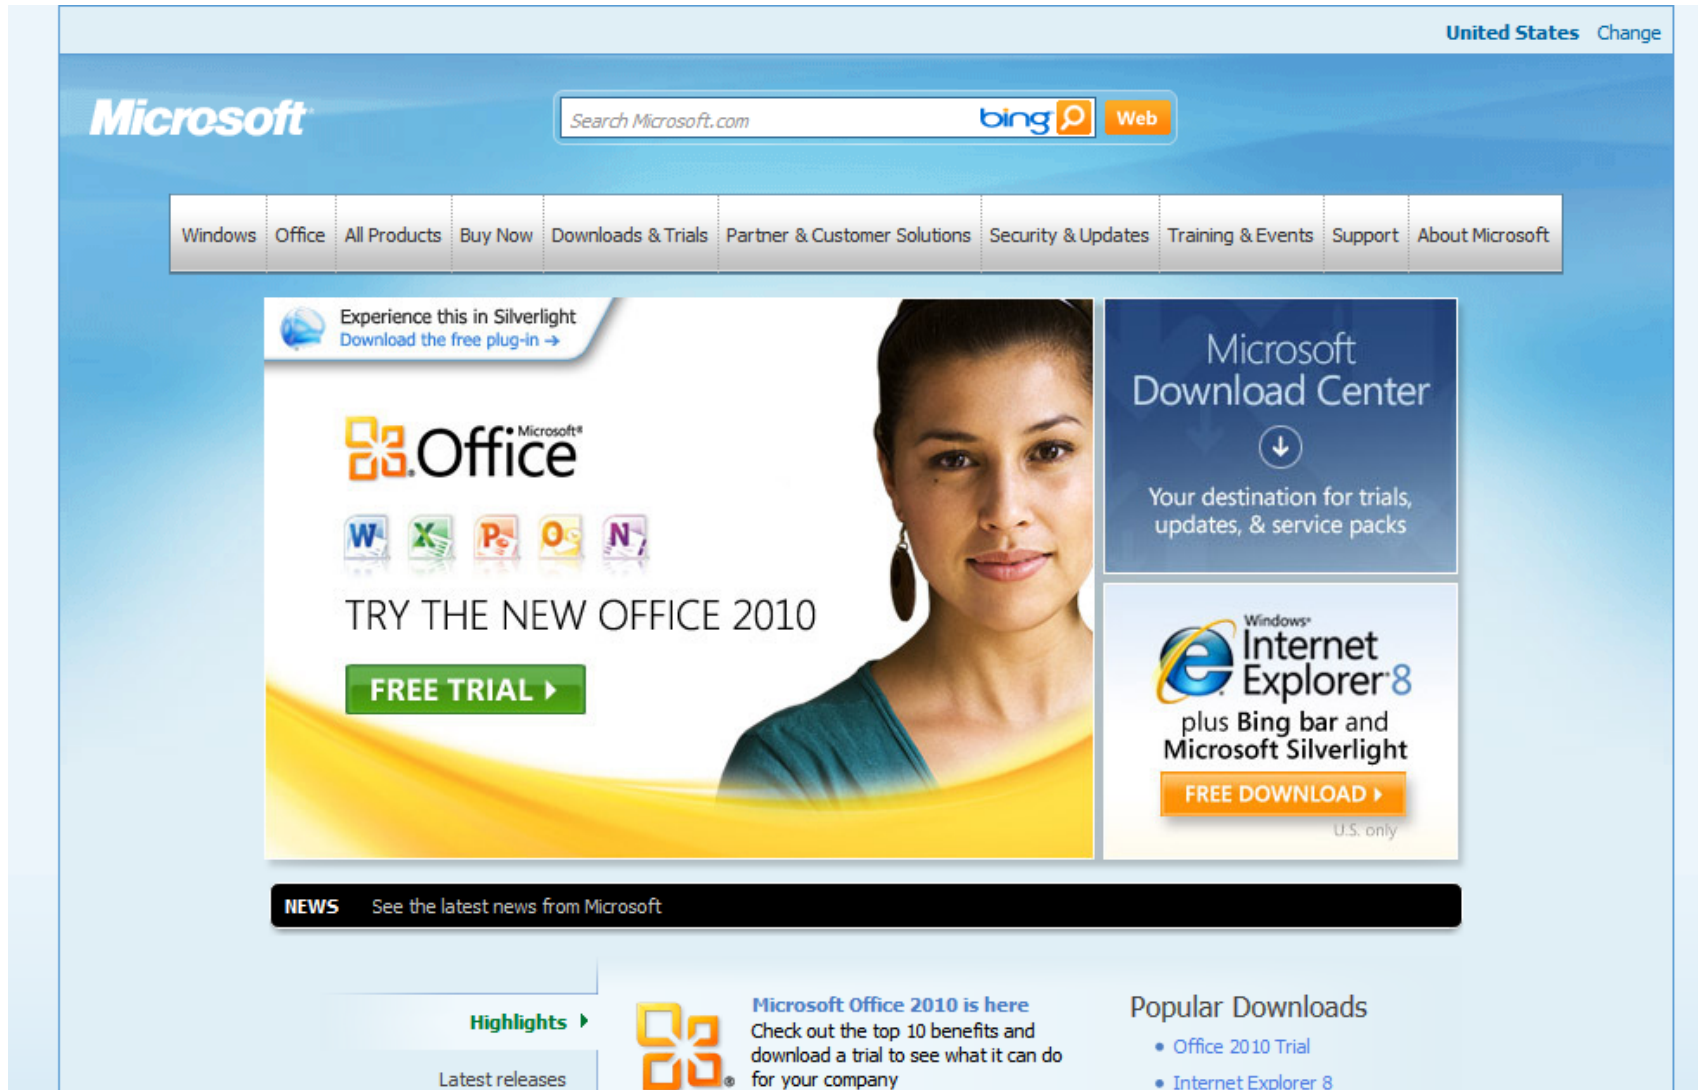 United States Change
Microsoft
Search Microsoft.com bing Web
Windows Office All Products Buy Now Downloads & Trials Partner & Customer Solutions Security & Updates Training & Events Support About Microsoft
Experience this in Silverlight
Download the free plug-in →
Microsoft®
Office
W X P O N
TRY THE NEW OFFICE 2010
FREE TRIAL
Microsoft
Download Center
Your destination for trials,
updates, & service packs
Windows®
Internet
Explorer 8
plus Bing bar and
Microsoft Silverlight
FREE DOWNLOAD
U.S. only
NEWS See the latest news from Microsoft
Highlights
Latest releases
Microsoft Office 2010 is here
Check out the top 10 benefits and
download a trial to see what it can do
for your company
Popular Downloads
• Office 2010 Trial
• Internet Explorer 8